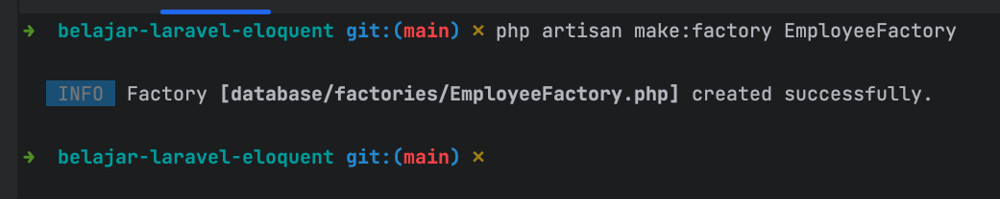 ➜ belajar-laravel-eloquent git:(main) ✗ php artisan make:factory EmployeeFactory
INFO Factory [database/factories/EmployeeFactory.php] created successfully.
➜ belajar-laravel-eloquent git:(main) ✗